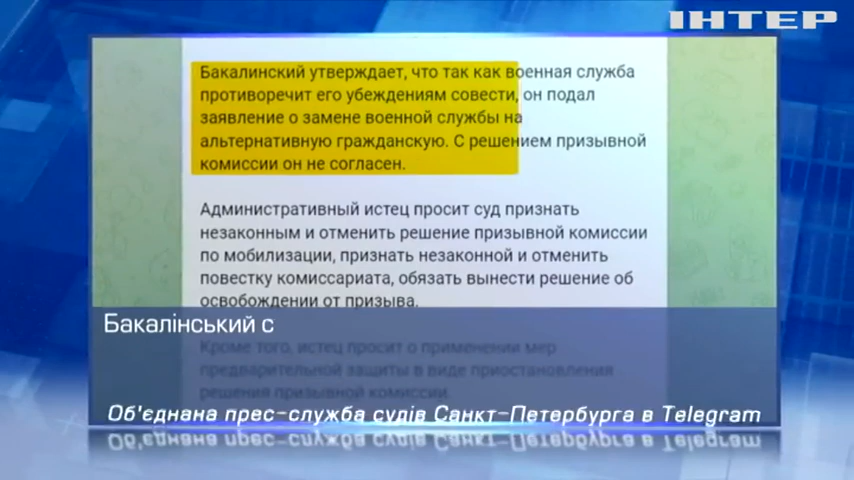 ІНТЕР
Бакалинский утверждает, что так как военная служба
противоречит его убеждениям совести, он подал
заявление о замене военной службы на
альтернативную гражданскую. С решением призывной
комиссии он не согласен.
Административный истец просит суд признать
незаконным и отменить решение призывной комиссии
по мобилизации, признать незаконной и отменить
повестку комиссариата, обязать вынести решение об
освобождении от призыва.
Бакалінський с
Кроме того, истец просит о применении мер
предварительной защиты в виде приостановления
решения призывной комиссии.
Об'єднана прес-служба судів Санкт-Петербурга в Telegram